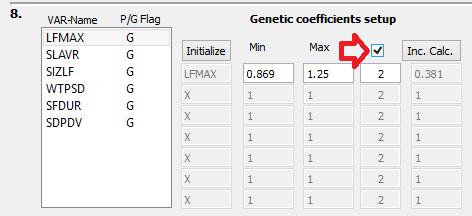 8.
VAR-Name P/G Flag
LFMAX G
SLAVR G
SIZLF G
WTPSD G
SFDUR G
SDPDV G
Genetic coefficients setup
Initialize Min Max Inc. Calc.
LFMAX 0.869 1.25 2 0.381
X 1 1 2 1
X 1 1 2 1
X 1 1 2 1
X 1 1 2 1
X 1 1 2 1
X 1 1 2 1